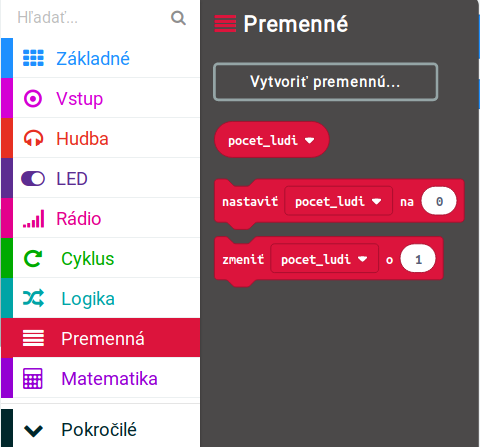 Hľadať...
Základné
Vstup
Hudba
LED
Rádio
Cyklus
Logika
Premenná
Matematika
Pokročilé
Premenné
Vytvoriť premennú...
pocet_ludi
nastaviť pocet_ludi na 0
zmeniť pocet_ludi o 1